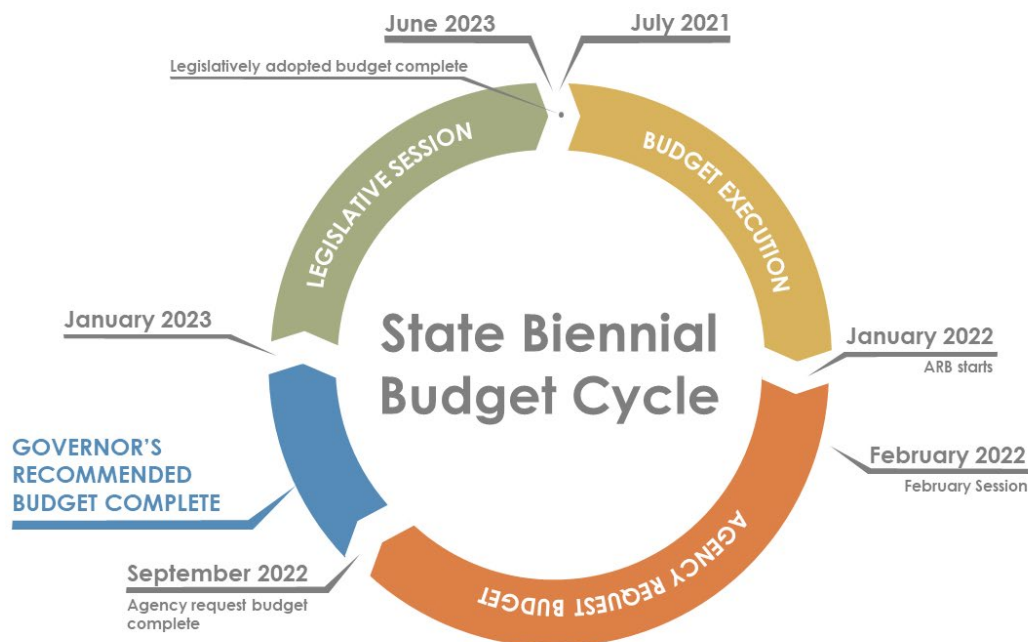 June 2023
July 2021
Legislatively adopted budget complete
LEGISLATIVE SESSION
BUDGET EXECUTION
January 2023
State Biennial
Budget Cycle
January 2022
ARB starts
GOVERNOR'S
RECOMMENDED
BUDGET COMPLETE
February 2022
February Session
AGENCY REQUEST BUDGET
September 2022
Agency request budget
complete